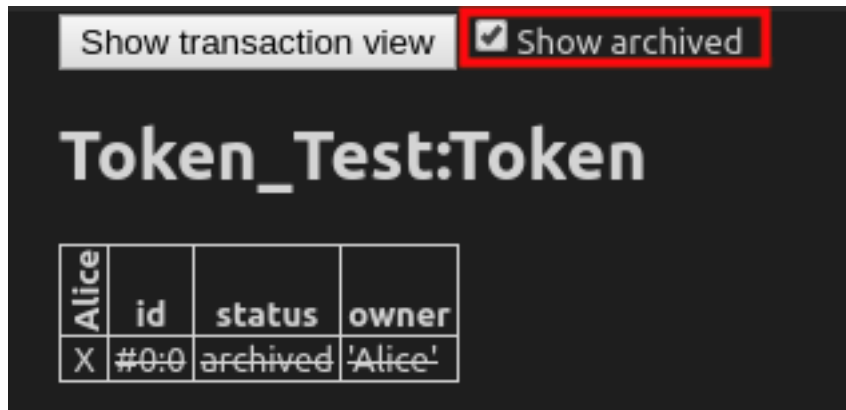 Show transaction view Show archived
Token_Test:Token
Alice id status owner
X #0:0 archived 'Alice'